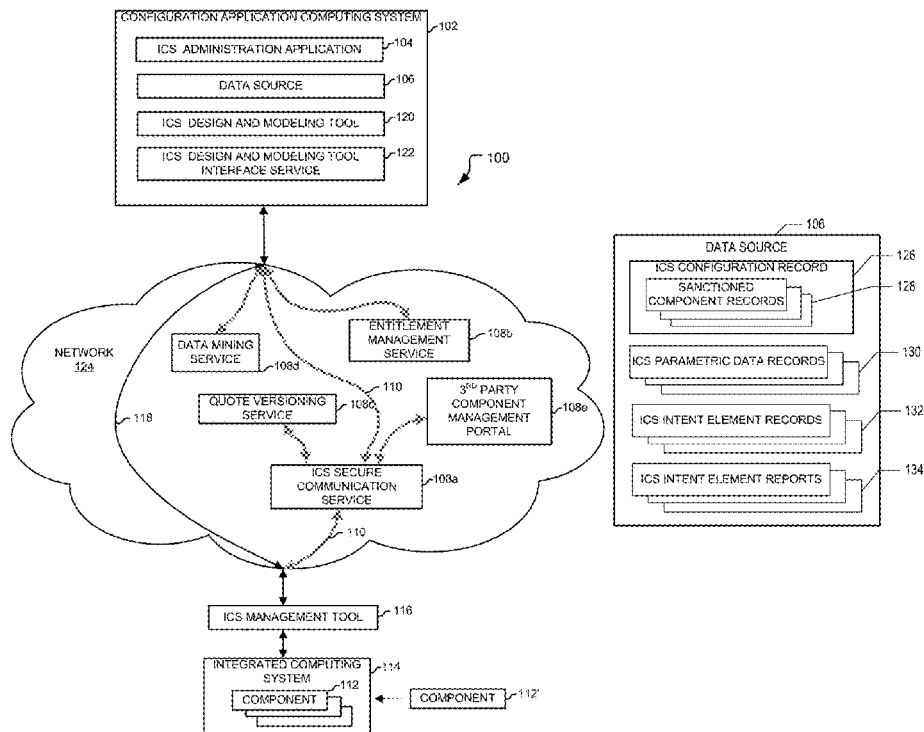 CONFIGURATION APPLICATION COMPUTING SYSTEM
102
ICS ADMINISTRATION APPLICATION
104
DATA SOURCE
106
ICS DESIGN AND MODELING TOOL
120
ICS DESIGN AND MODELING TOOL
INTERFACE SERVICE
122
100
106
DATA SOURCE
126
ICS CONFIGURATION RECORD
SANCTIONED
COMPONENT RECORDS
128
ICS PARAMETRIC DATA RECORDS
130
ICS INTENT ELEMENT RECORDS
132
ICS INTENT ELEMENT REPORTS
134
NETWORK
124
DATA MINING
SERVICE
108d
ENTITLEMENT
MANAGEMENT
SERVICE
108b
110
QUOTE VERSIONING
SERVICE
108c
3RD PARTY
COMPONENT
MANAGEMENT
PORTAL
108e
118
ICS SECURE
COMMUNICATION
SERVICE
108a
110
ICS MANAGEMENT TOOL
116
INTEGRATED COMPUTING
SYSTEM
114
112
COMPONENT
COMPONENT
112'